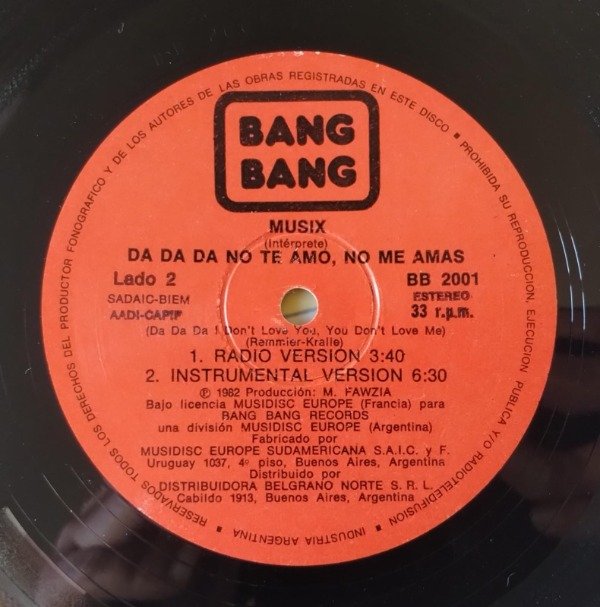 RESERVADOS TODOS LOS DERECHOS DEL PRODUCTOR FONOGRAFICO Y DE LOS AUTORES DE LAS OBRAS REGISTRADAS EN ESTE DISCO ▪ PROHIBIDA SU REPRODUCCION, EJECUCION PUBLICA Y/O RADIOTELEDIFUSION ▪ INDUSTRIA ARGENTINA ▪
BANG
BANG
MUSIX
(Intérprete)
DA DA DA NO TE AMO, NO ME AMAS
Lado 2
BB 2001
SADAIC-BIEM
ESTEREO
AADI-CAPIF
33 r.p.m.
(Da Da Da I Don't Love You, You Don't Love Me)
(Remmler-Kralle)
1. RADIO VERSION 3:40
2. INSTRUMENTAL VERSION 6:30
℗ 1982 Producción: M. FAWZIA
Bajo licencia MUSIDISC EUROPE (Francia) para
BANG BANG RECORDS
una división MUSIDISC EUROPE (Argentina)
Fabricado por
MUSIDISC EUROPE SUDAMERICANA S.A.I.C. y F.
Uruguay 1037, 4º piso, Buenos Aires, Argentina
Distribuido por
DISTRIBUIDORA BELGRANO NORTE S. R. L.
Cabildo 1913, Buenos Aires, Argentina